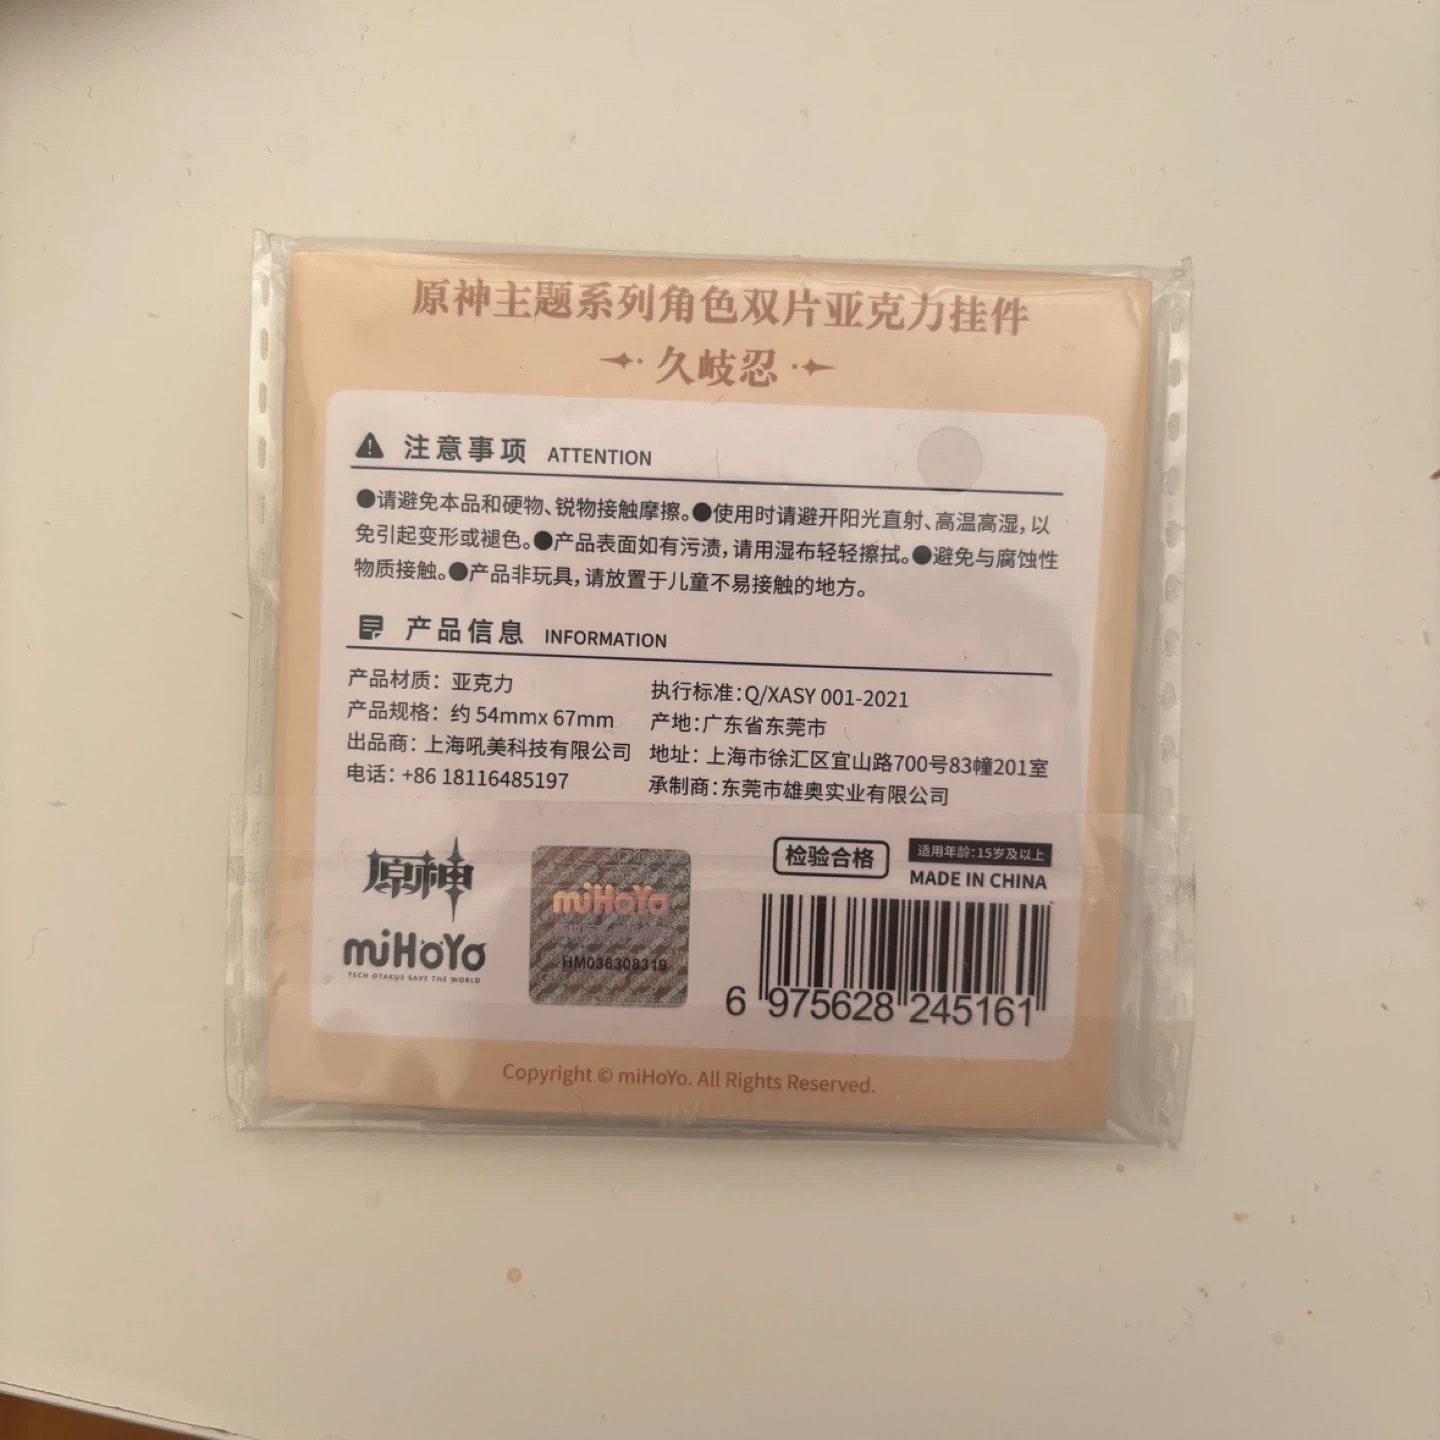 原神主题系列角色双片亚克力挂件
久岐忍
注意事项 ATTENTION
●请避免本品和硬物、锐物接触摩擦。●使用时请避开阳光直射、高温高湿，以
免引起变形或褪色。●产品表面如有污渍，请用湿布轻轻擦拭。●避免与腐蚀性
物质接触。●产品非玩具，请放置于儿童不易接触的地方。
产品信息 INFORMATION
产品材质：亚克力
产品规格：约 54mmx 67mm
出品商：上海吼美科技有限公司
电话：+86 18116485197
执行标准：Q/XASY 001-2021
产地：广东省东莞市
地址：上海市徐汇区宜山路700号83幢201室
承制商：东莞市雄奥实业有限公司
原神
miHoYo
TECH OTAKUS SAVE THE WORLD
miHoYo
HM036308319
检验合格
适用年龄：15岁及以上
MADE IN CHINA
6 975628 245161
Copyright © miHoYo. All Rights Reserved.